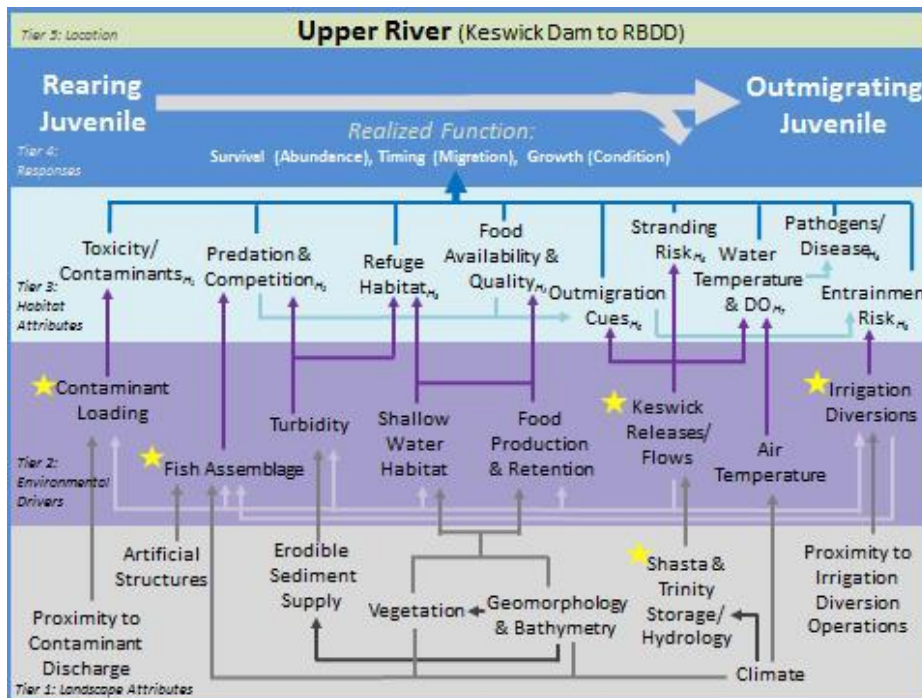 Tier 5: Location
Upper River (Keswick Dam to RBDD)
Rearing
Juvenile
Outmigrating
Juvenile
Realized Function:
Survival (Abundance), Timing (Migration), Growth (Condition)
Tier 4:
Responses
Toxicity/
Contaminants
Predation &
Competition
Refuge
Habitat
Food
Availability &
Quality
Outmigration
Cues
Stranding
Risk
Water
Temperature
& DO
Pathogens/
Disease
Entrainment
Risk
Tier 3:
Habitat
Attributes
Contaminant
Loading
Fish Assemblage
Turbidity
Shallow
Water
Habitat
Food
Production
& Retention
Keswick
Releases/
Flows
Air
Temperature
Irrigation
Diversions
Tier 2:
Environmental
Drivers
Artificial
Structures
Proximity to
Contaminant
Discharge
Erodible
Sediment
Supply
Vegetation
Geomorphology
& Bathymetry
Shasta &
Trinity
Storage/
Hydrology
Climate
Proximity to
Irrigation
Diversion
Operations
Tier 1: Landscape Attributes